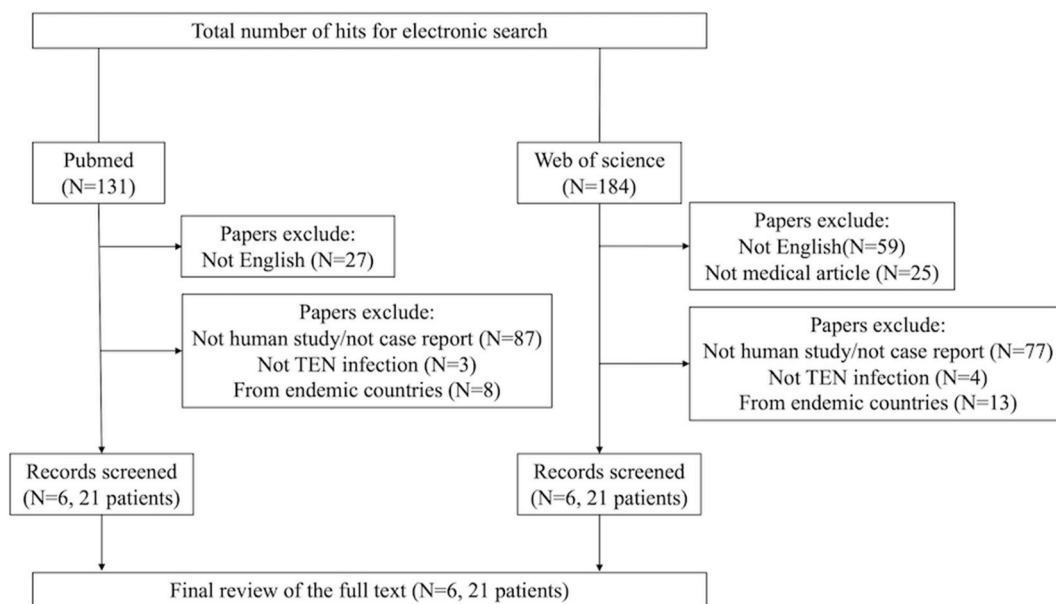 Total number of hits for electronic search
Pubmed
(N=131)
Web of science
(N=184)
Papers exclude:
Not English (N=27)
Papers exclude:
Not English(N=59)
Not medical article (N=25)
Papers exclude:
Not human study/not case report (N=87)
Not TEN infection (N=3)
From endemic countries (N=8)
Papers exclude:
Not human study/not case report (N=77)
Not TEN infection (N=4)
From endemic countries (N=13)
Records screened
(N=6, 21 patients)
Records screened
(N=6, 21 patients)
Final review of the full text (N=6, 21 patients)